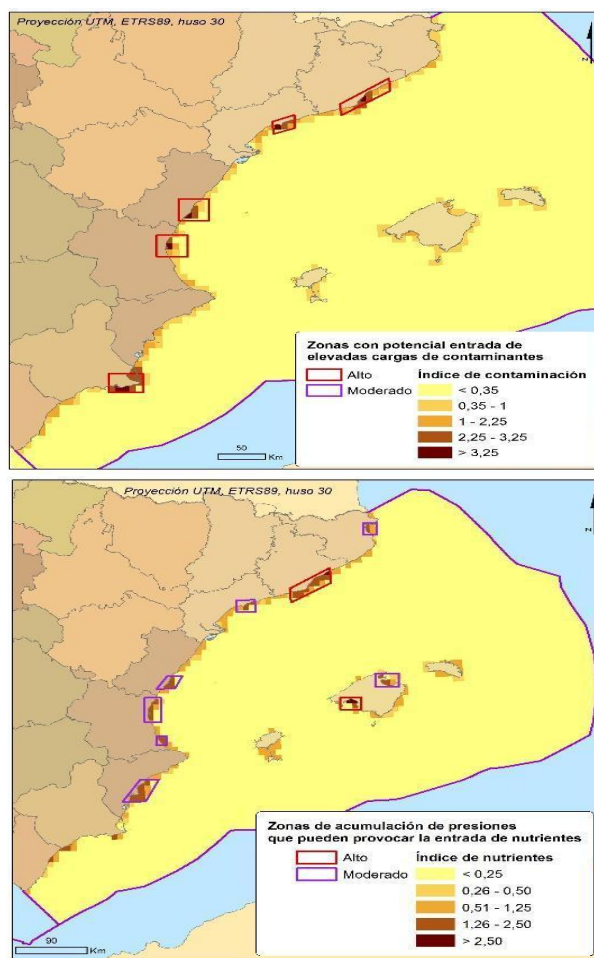 Proyección UTM, ETRS89, huso 30
N
Zonas con potencial entrada de
elevadas cargas de contaminantes
Alto
Índice de contaminación
Moderado
< 0,35
0,35 - 1
1 - 2,25
2,25 - 3,25
> 3,25
50
Km
Proyección UTM, ETRS89, huso 30
N
Zonas de acumulación de presiones
que pueden provocar la entrada de nutrientes
Alto
Índice de nutrientes
Moderado
< 0,25
0,26 - 0,50
0,51 - 1,25
1,26 - 2,50
> 2,50
90
Km